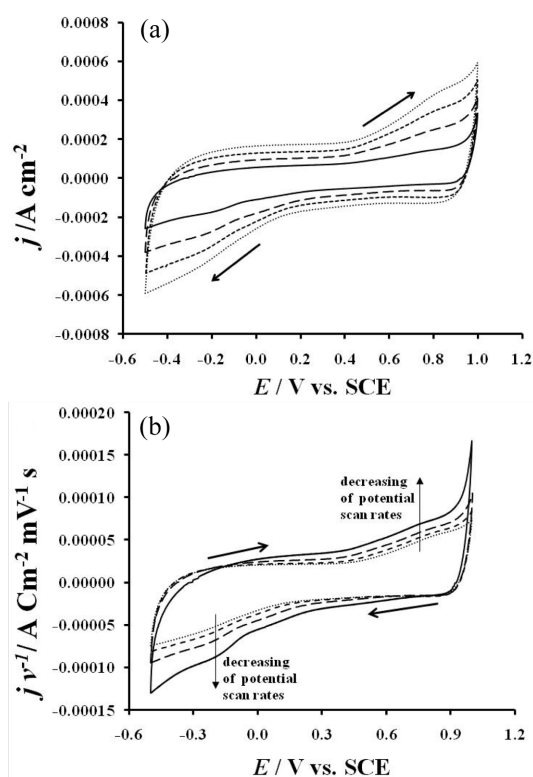 (a)
0.0008
0.0006
0.0004
0.0002
0.0000
-0.0002
-0.0004
-0.0006
-0.0008
j /A cm⁻²
-0.6 -0.4 -0.2 0.0 0.2 0.4 0.6 0.8 1.0 1.2
E / V vs. SCE
(b)
0.00020
0.00015
0.00010
0.00005
0.00000
-0.00005
-0.00010
-0.00015
j v⁻¹/ A Cm⁻² mV⁻¹ s
decreasing
of potential
scan rates
decreasing
of potential
scan rates
-0.6 -0.3 0.0 0.3 0.6 0.9 1.2
E / V vs. SCE